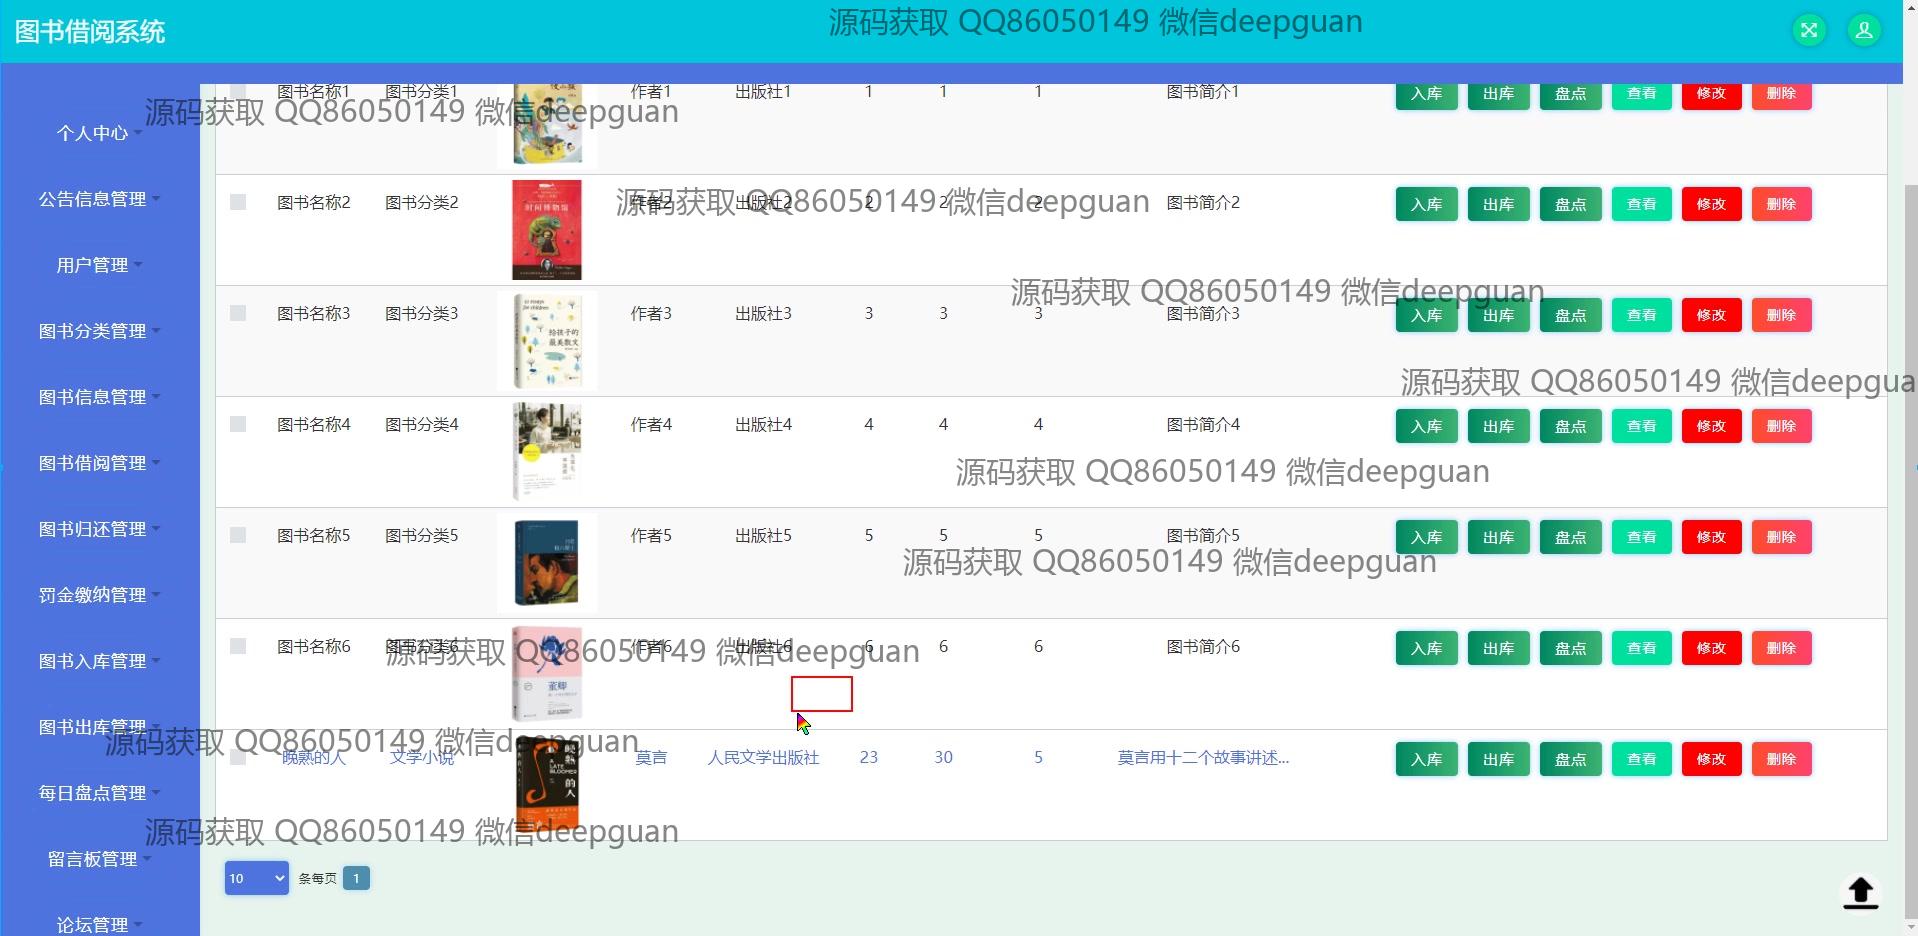 图书借阅系统
源码获取 QQ86050149 微信deepguan
图书名称1 图书分类1 作者1 出版社1 1 1 1 图书简介1 入库 出库 盘点 查看 修改 删除
源码获取 QQ86050149 微信deepguan
个人中心
公告信息管理
图书名称2 图书分类2 时间博物馆 作者2 出版社2 2 2 2 图书简介2 入库 出库 盘点 查看 修改 删除
源码获取 QQ86050149 微信deepguan
用户管理
源码获取 QQ86050149 微信deepguan
图书名称3 图书分类3 作者3 出版社3 3 3 3 图书简介3 入库 出库 盘点 查看 修改 删除
给孩子的
最美散文
图书分类管理
源码获取 QQ86050149 微信deepgua
图书信息管理
图书名称4 图书分类4 作者4 出版社4 4 4 4 图书简介4 入库 出库 盘点 查看 修改 删除
图书借阅管理
源码获取 QQ86050149 微信deepguan
图书归还管理
图书名称5 图书分类5 作者5 出版社5 5 5 5 图书简介5 入库 出库 盘点 查看 修改 删除
源码获取 QQ86050149 微信deepguan
罚金缴纳管理
图书名称6 图书分类6 作者6 出版社6 6 6 6 图书简介6 入库 出库 盘点 查看 修改 删除
源码获取 QQ86050149 微信deepguan
图书入库管理
董卿
图书出库管理
源码获取 QQ86050149 微信deepguan
晚熟的人 文学小说 莫言 人民文学出版社 23 30 5 莫言用十二个故事讲述... 入库 出库 盘点 查看 修改 删除
晚熟的人
A LATE
BLOOMER
每日盘点管理
源码获取 QQ86050149 微信deepguan
留言板管理
10 条每页 1
论坛管理